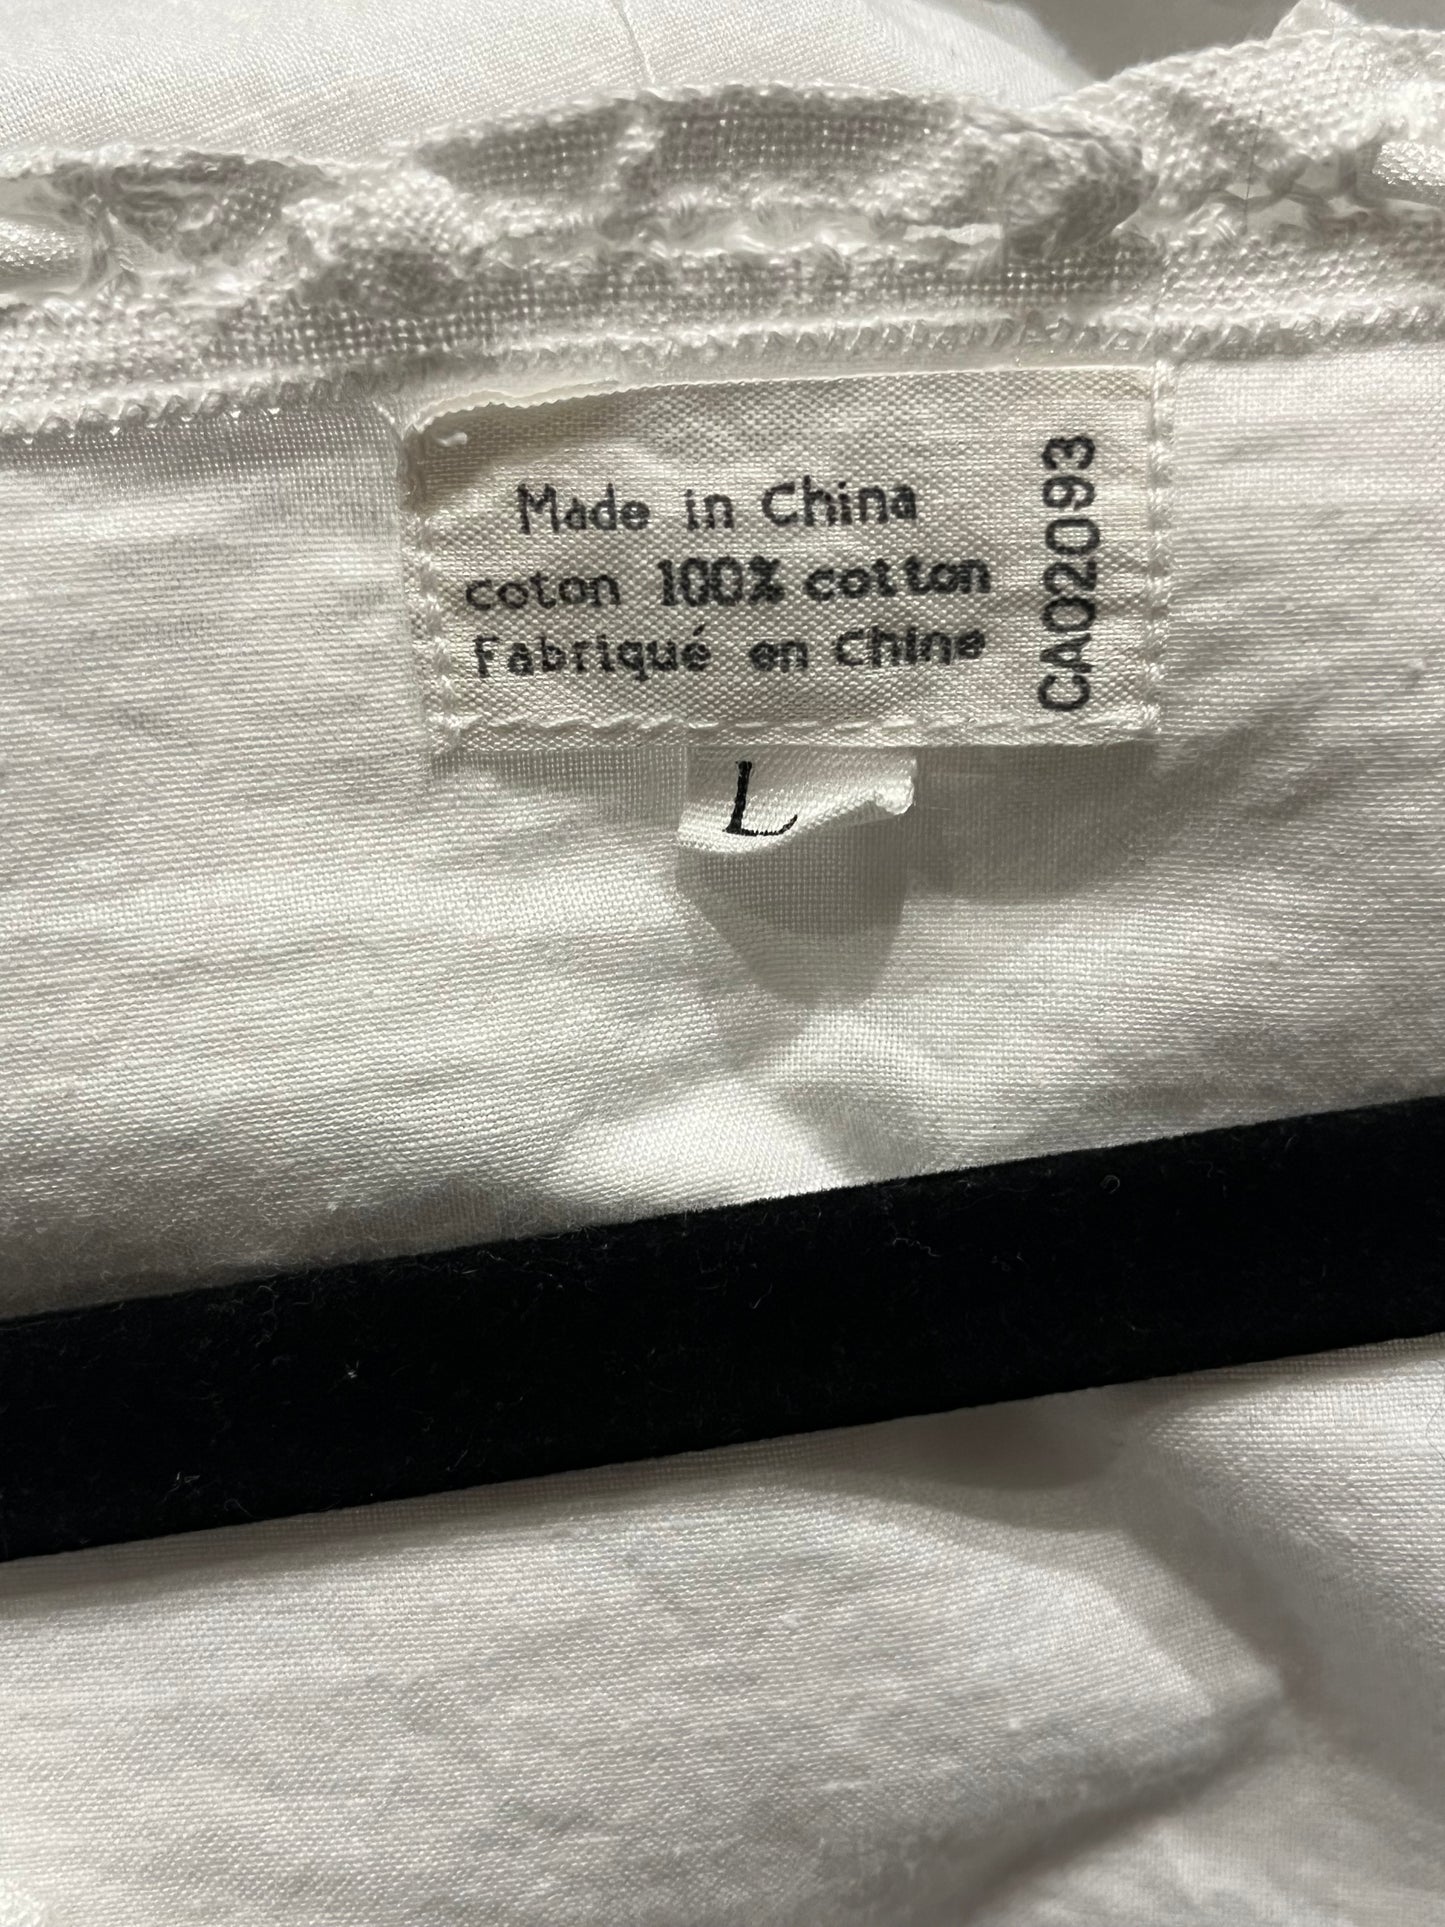 Made in China
coton 100% cotton
Fabriqué en Chine
CA02093
L